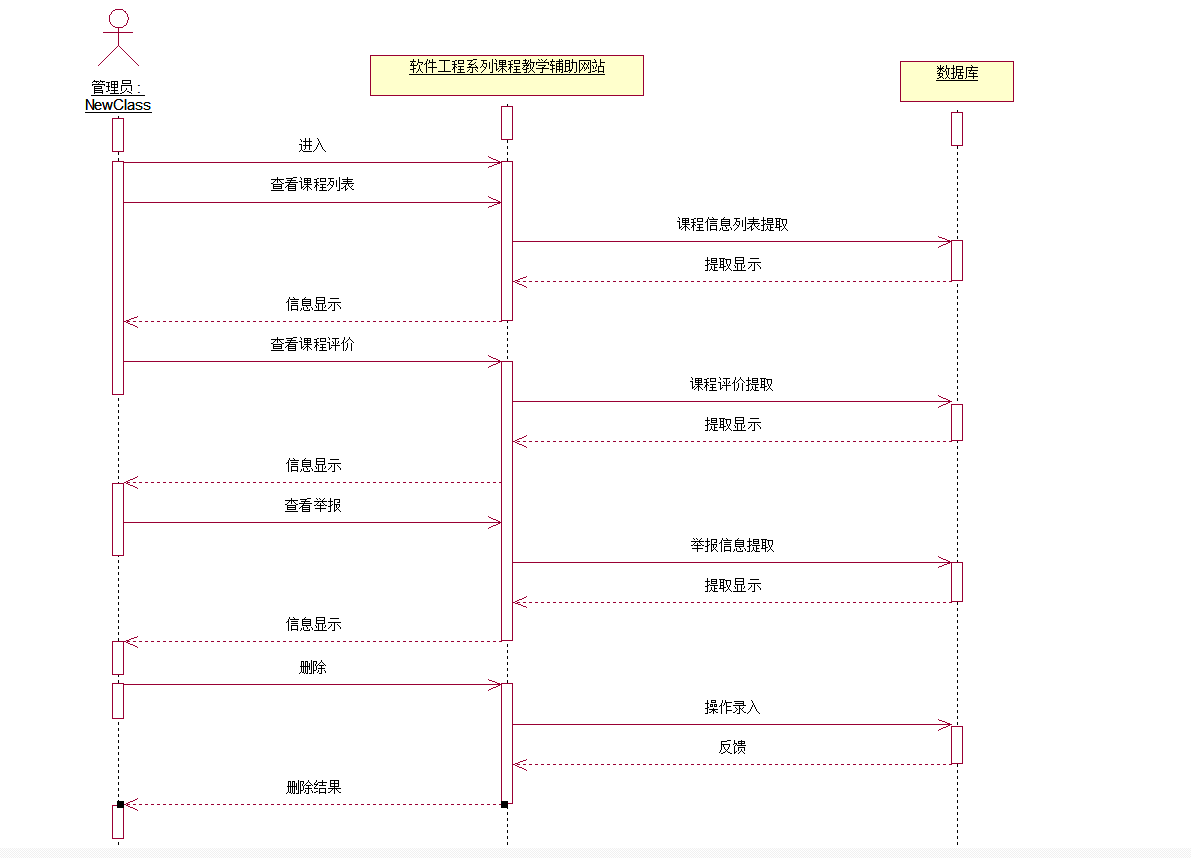 软件工程系列课程教学辅助网站
数据库
管理员 :
NewClass
进入
查看课程列表
课程信息列表提取
提取显示
信息显示
查看课程评价
课程评价提取
提取显示
信息显示
查看举报
举报信息提取
提取显示
信息显示
删除
操作录入
反馈
删除结果